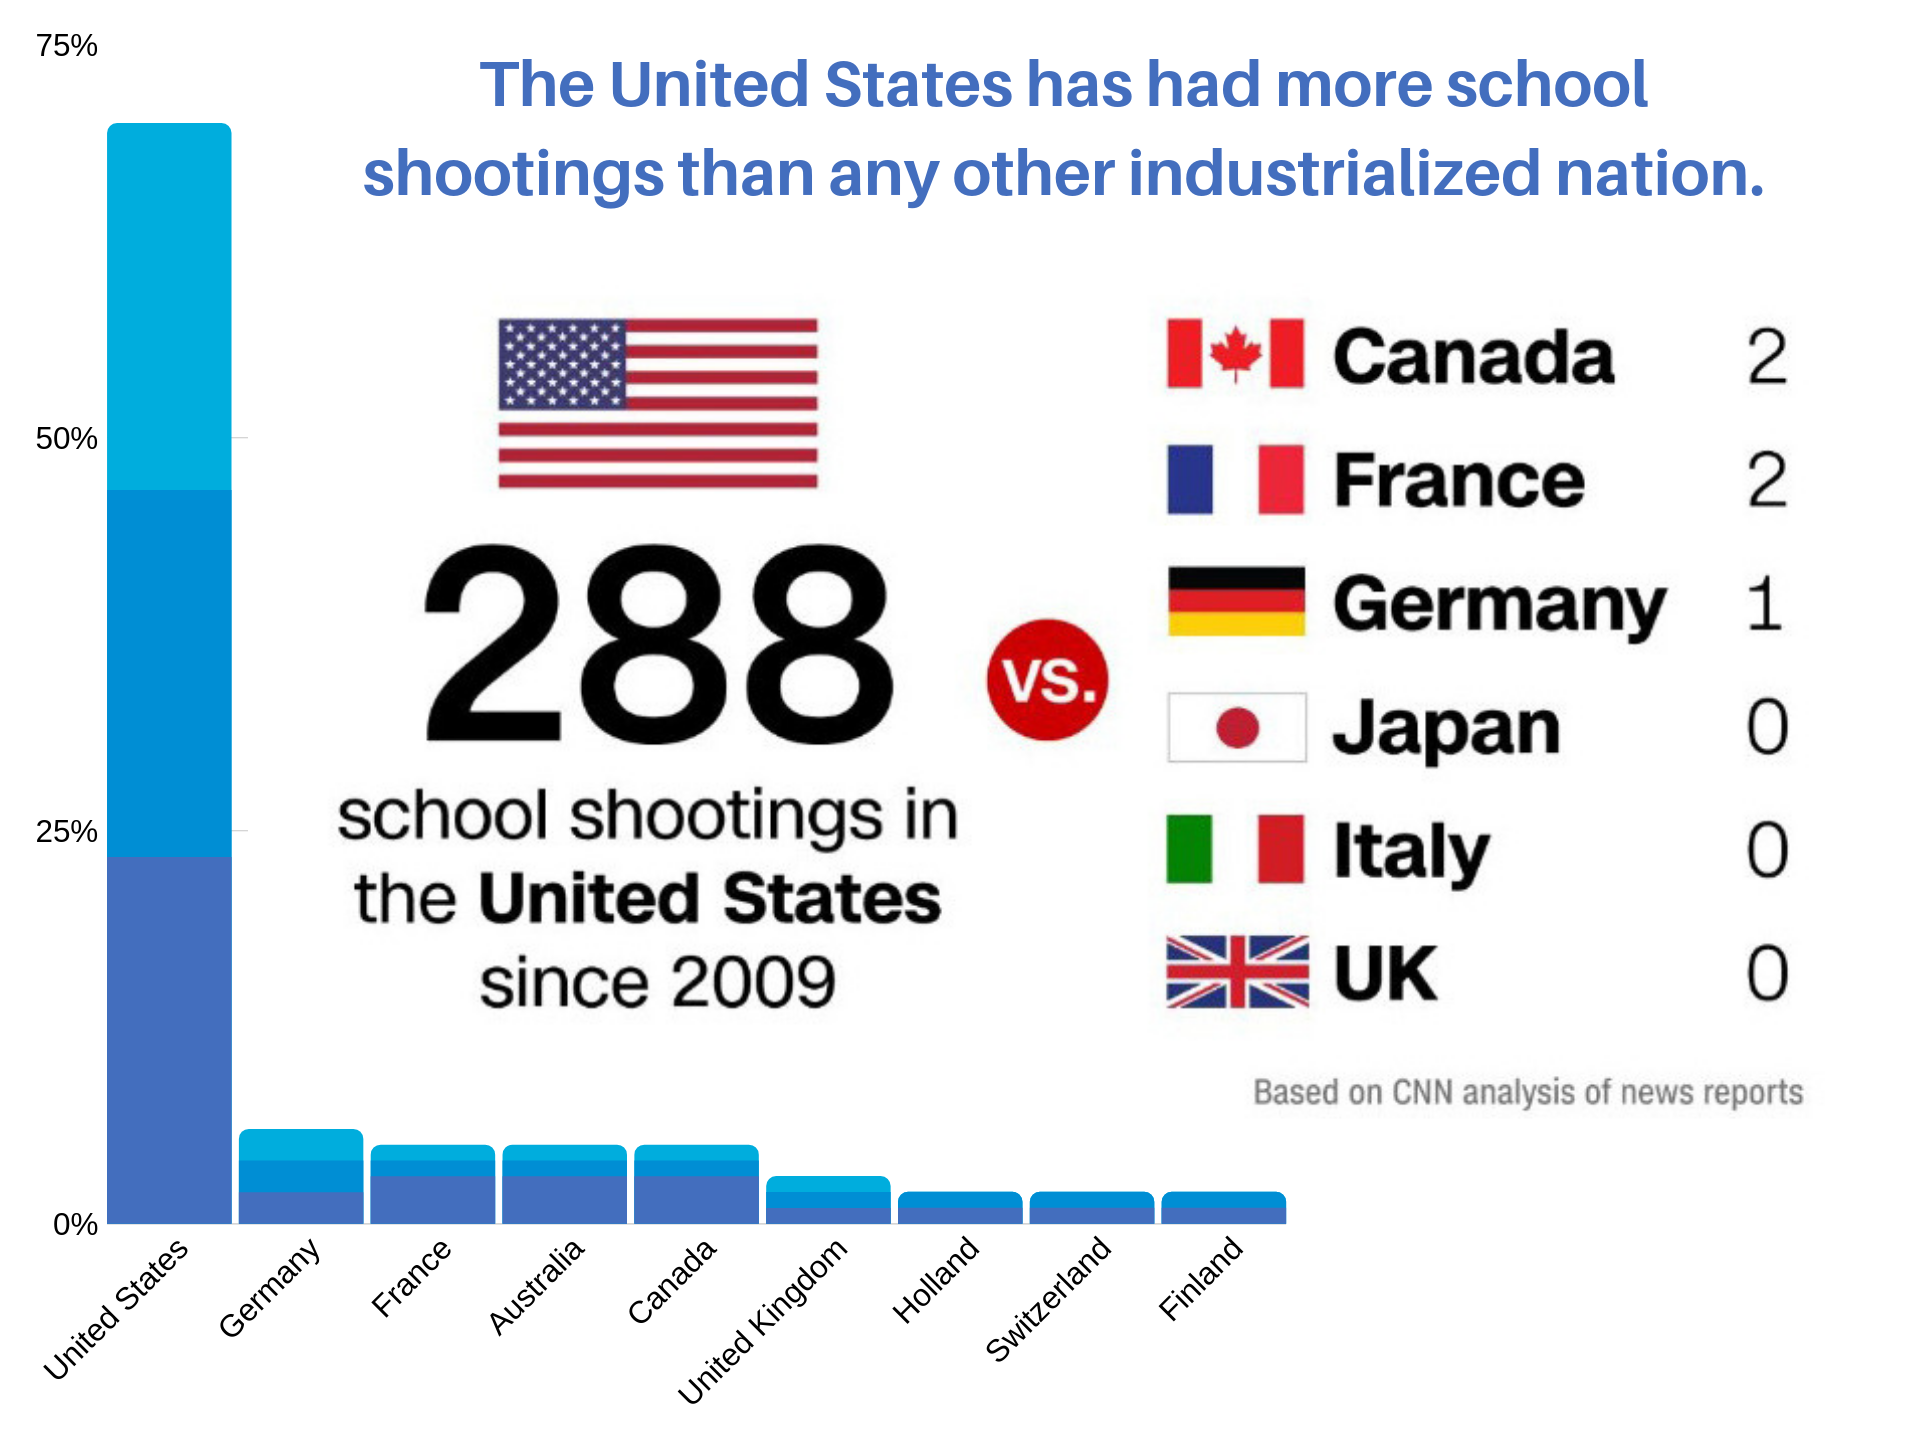 The United States has had more school
shootings than any other industrialized nation.
75%
50%
25%
0%
288
school shootings in
the United States
since 2009
VS.
Canada 2
France 2
Germany 1
Japan 0
Italy 0
UK 0
Based on CNN analysis of news reports
United States
Germany
France
Australia
Canada
United Kingdom
Holland
Switzerland
Finland